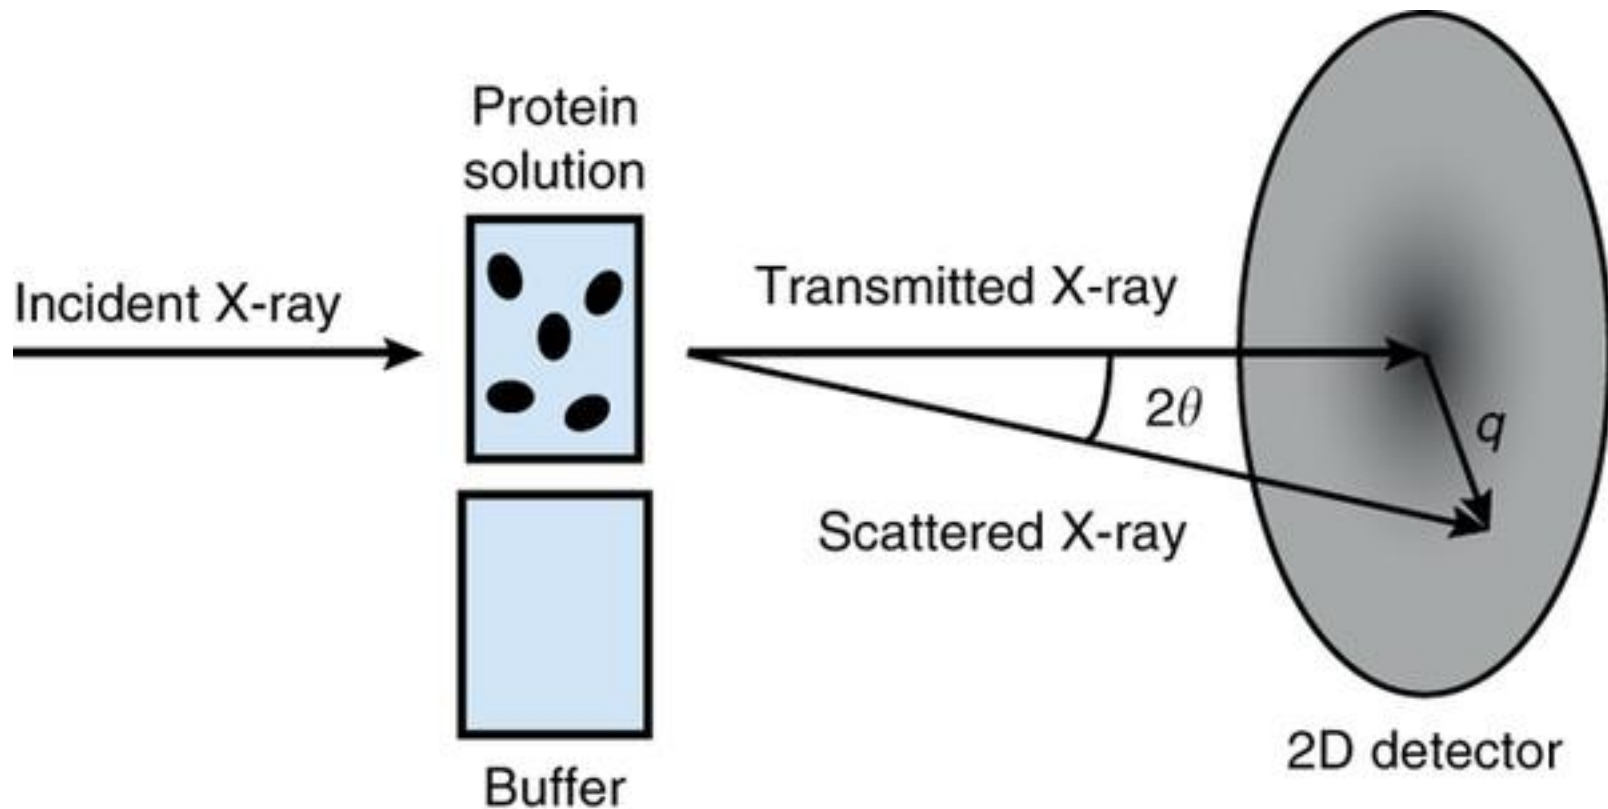 Protein
solution
Incident X-ray
Transmitted X-ray
2θ
q
Scattered X-ray
2D detector
Buffer